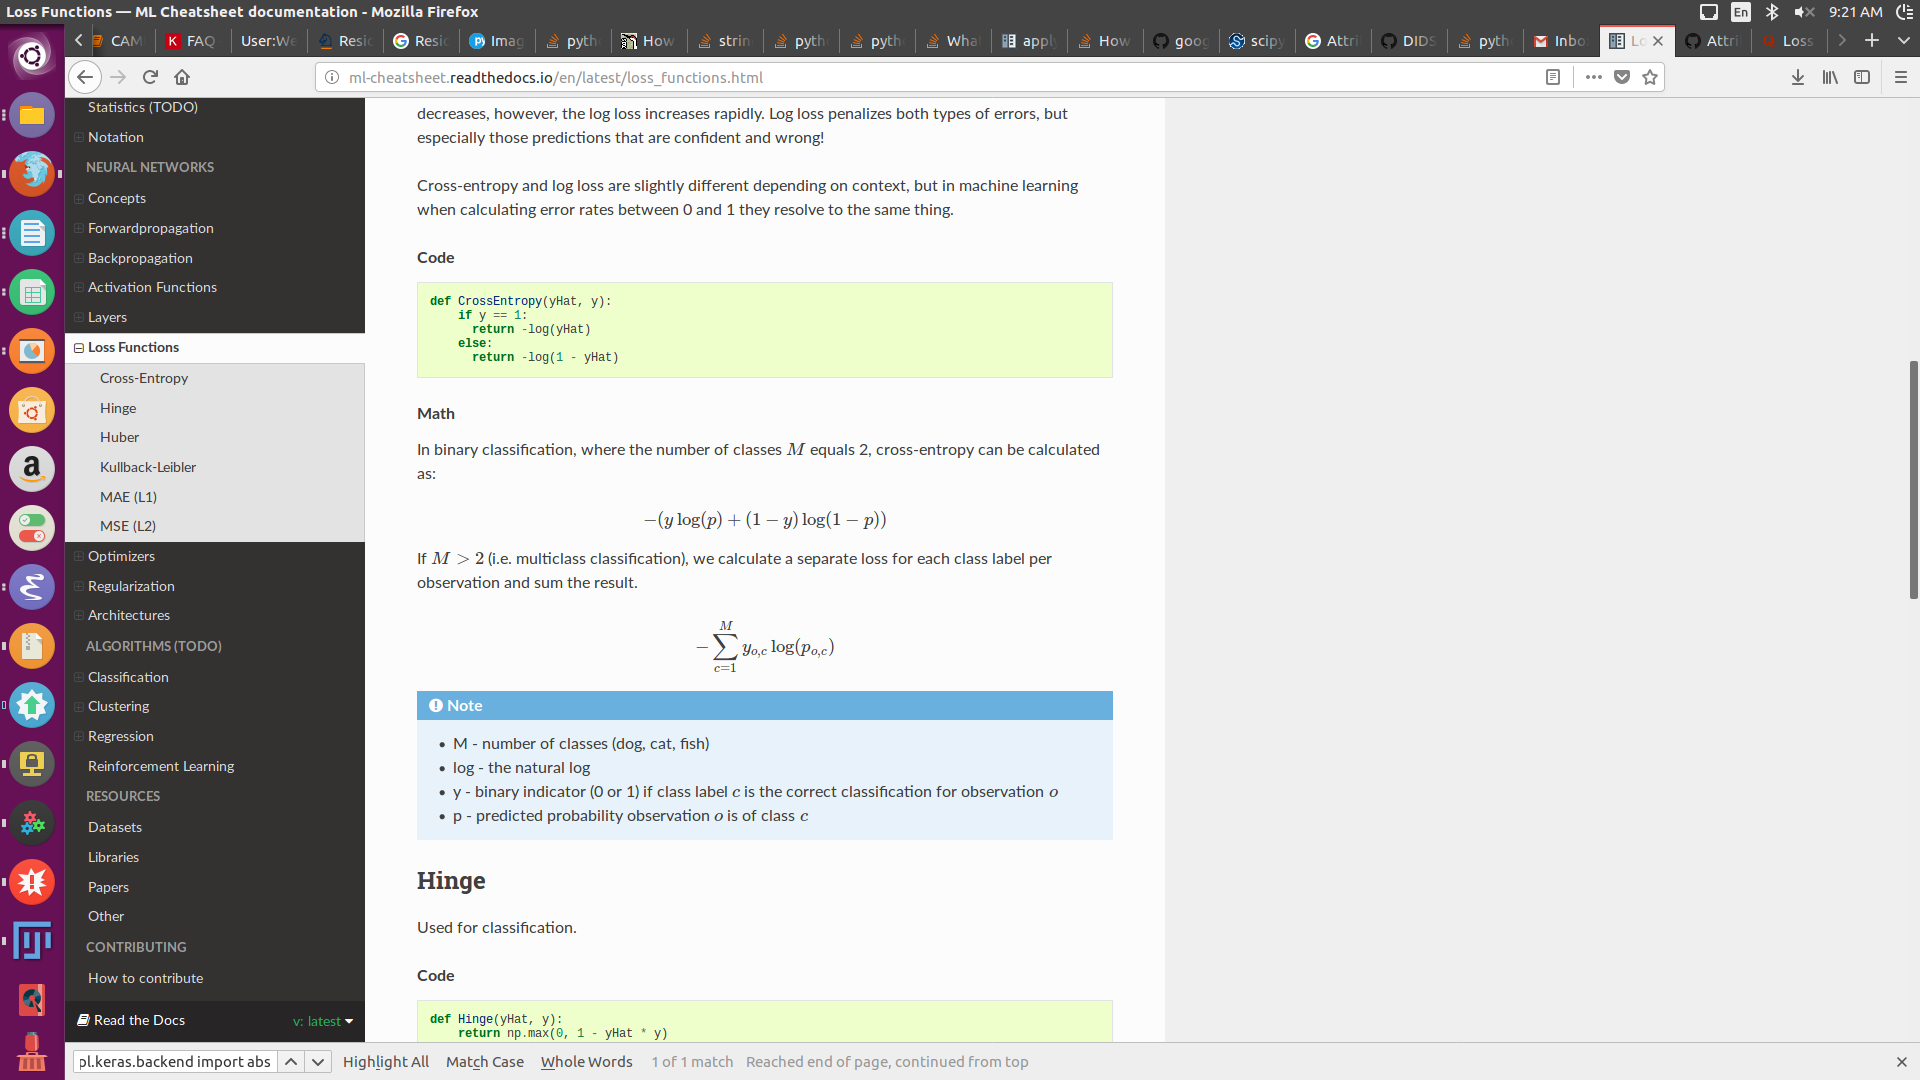 Loss Functions — ML Cheatsheet documentation - Mozilla Firefox
En
9:21 AM
CAM
FAQ
User:We
Resid
Resid
Imag
pyth
How
strin
pyth
pyth
Wha
apply
How
goog
scipy
Attri
DIDS
pyth
Inbo
Lo
Attri
Loss
ml-cheatsheet.readthedocs.io/en/latest/loss_functions.html
Statistics (TODO)
Notation
NEURAL NETWORKS
Concepts
Forwardpropagation
Backpropagation
Activation Functions
Layers
Loss Functions
Cross-Entropy
Hinge
Huber
Kullback-Leibler
MAE (L1)
MSE (L2)
Optimizers
Regularization
Architectures
ALGORITHMS (TODO)
Classification
Clustering
Regression
Reinforcement Learning
RESOURCES
Datasets
Libraries
Papers
Other
CONTRIBUTING
How to contribute
Read the Docs
v: latest
decreases, however, the log loss increases rapidly. Log loss penalizes both types of errors, but
especially those predictions that are confident and wrong!
Cross-entropy and log loss are slightly different depending on context, but in machine learning
when calculating error rates between 0 and 1 they resolve to the same thing.
Code
def CrossEntropy(yHat, y):
    if y == 1:
      return -log(yHat)
    else:
      return -log(1 - yHat)
Math
In binary classification, where the number of classes M equals 2, cross-entropy can be calculated
as:
−(y log(p) + (1 − y) log(1 − p))
If M > 2 (i.e. multiclass classification), we calculate a separate loss for each class label per
observation and sum the result.
M
− ∑ y_{o,c} log(p_{o,c})
c=1
Note
• M - number of classes (dog, cat, fish)
• log - the natural log
• y - binary indicator (0 or 1) if class label c is the correct classification for observation o
• p - predicted probability observation o is of class c
Hinge
Used for classification.
Code
def Hinge(yHat, y):
    return np.max(0, 1 - yHat * y)
pl.keras.backend import abs
Highlight All
Match Case
Whole Words
1 of 1 match
Reached end of page, continued from top